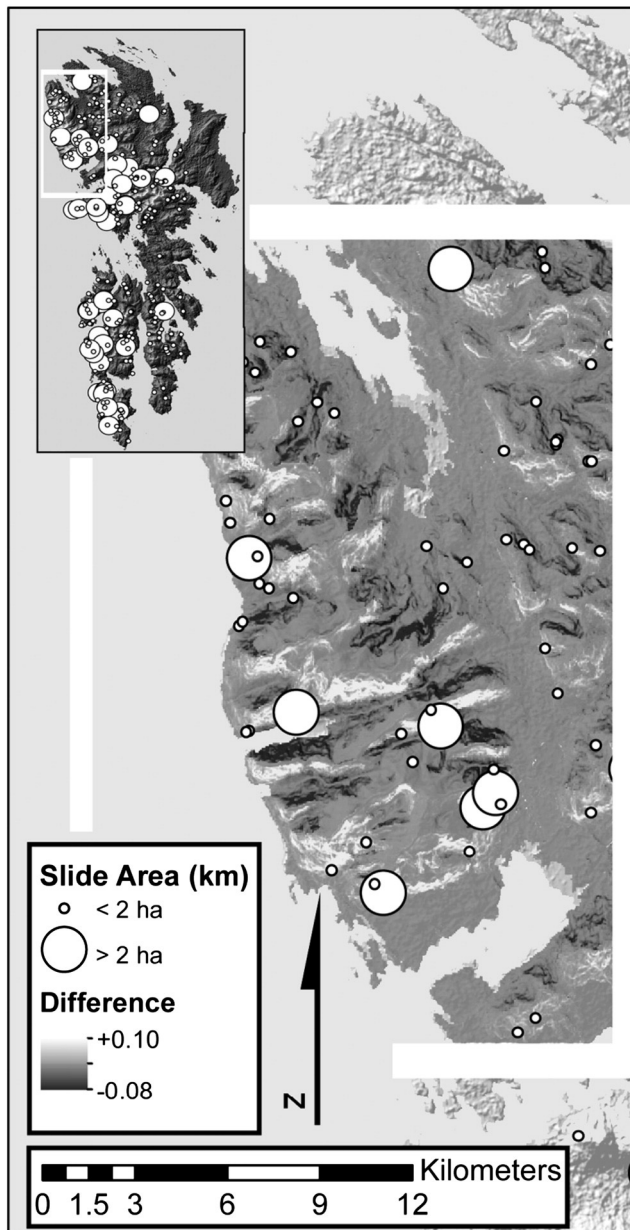 Slide Area (km)
< 2 ha
> 2 ha
Difference
+0.10
-0.08
N
Kilometers
0 1.5 3 6 9 12